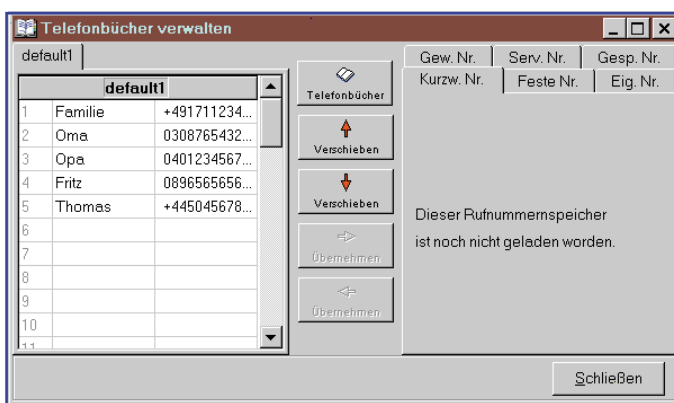 Telefonbücher verwalten
default1
default1
1 Familie +491711234...
2 Oma 0308765432...
3 Opa 0401234567...
4 Fritz 0896565656...
5 Thomas +445045678...
6
7
8
9
10
11
Telefonbücher
Verschieben
Verschieben
Übernehmen
Übernehmen
Gew. Nr. Serv. Nr. Gesp. Nr.
Kurzw. Nr. Feste Nr. Eig. Nr.
Dieser Rufnummernspeicher
ist noch nicht geladen worden.
Schließen